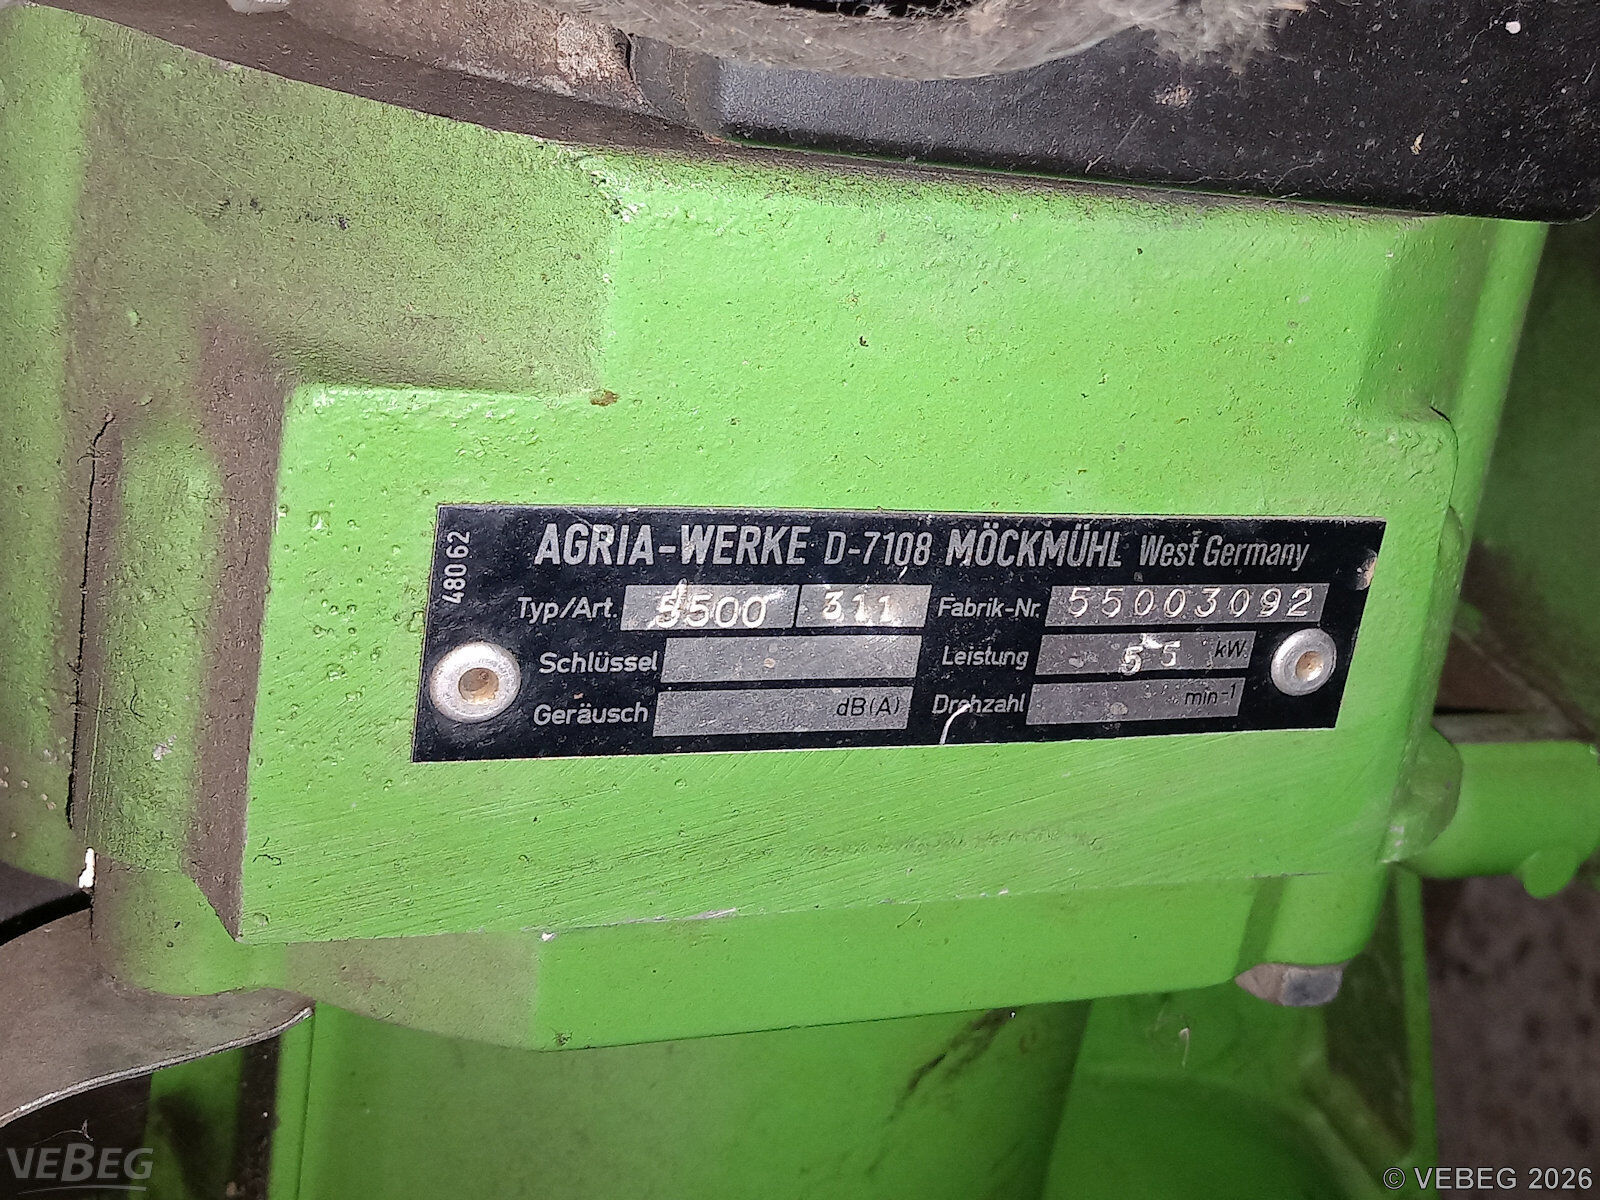 48062
AGRIA-WERKE D-7108 MÖCKMÜHL West Germany
Typ/Art. 5500 311 Fabrik-Nr. 55003092
Schlüssel Leistung 5 5 kW
Geräusch dB(A) Drehzahl min-1
VEBEG
© VEBEG 2026